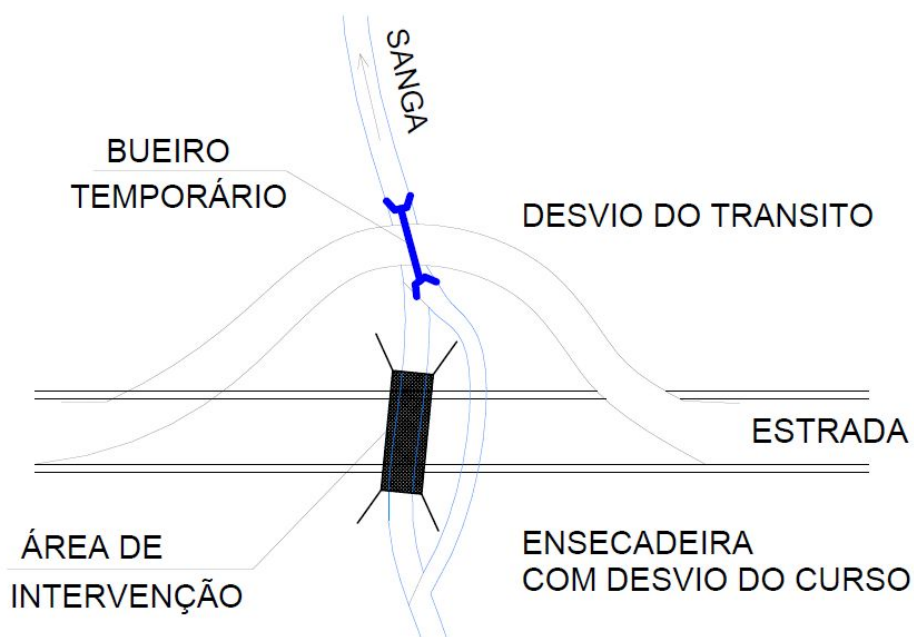 SANGA
BUEIRO
TEMPORÁRIO
DESVIO DO TRANSITO
ESTRADA
ÁREA DE
INTERVENÇÃO
ENSECADEIRA
COM DESVIO DO CURSO